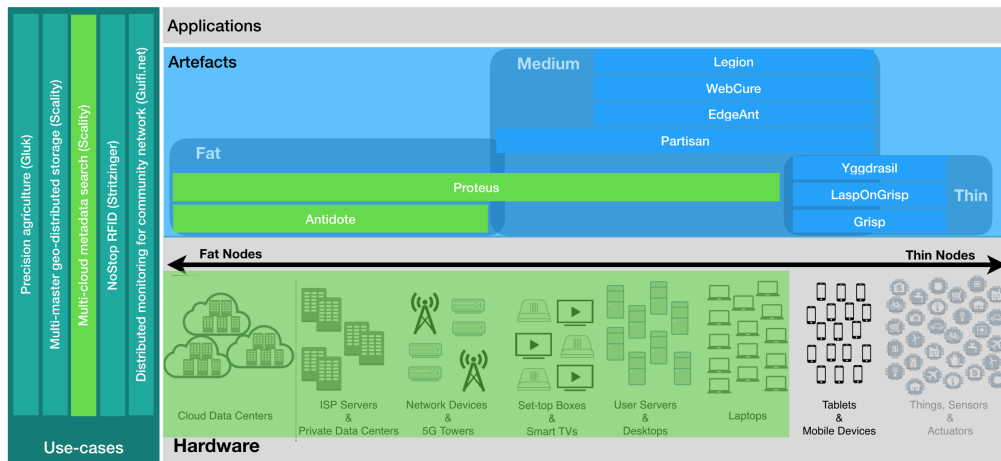 Applications
Artefacts
Medium
Legion
WebCure
EdgeAnt
Partisan
Fat
Yggdrasil
Proteus
LaspOnGrisp
Thin
Antidote
Grisp
Precision agriculture (Gluk)
Multi-master geo-distributed storage (Scality)
Multi-cloud metadata search (Scality)
NoStop RFID (Stritzinger)
Distributed monitoring for community network (Guifi.net)
Use-cases
Fat Nodes
Thin Nodes
Cloud Data Centers
ISP Servers
&
Private Data Centers
Network Devices
&
5G Towers
Set-top Boxes
&
Smart TVs
User Servers
&
Desktops
Laptops
Tablets
&
Mobile Devices
Things, Sensors
&
Actuators
Hardware